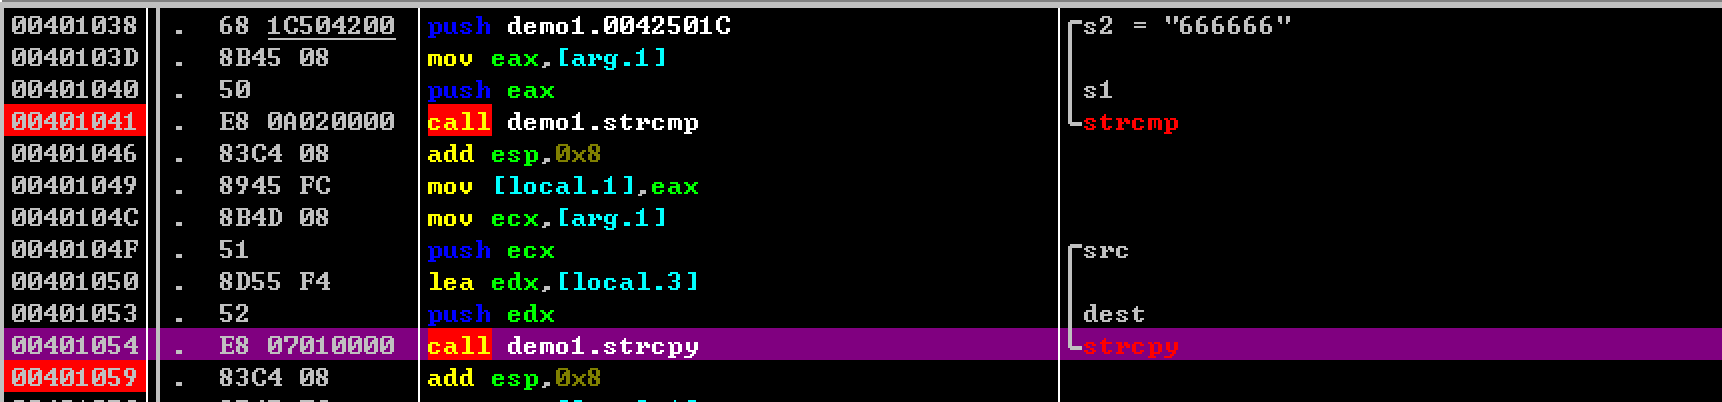 00401038 . 68 1C504200 push demo1.0042501C s2 = "666666"
0040103D . 8B45 08 mov eax,[arg.1]
00401040 . 50 push eax s1
00401041 . E8 0A020000 call demo1.strcmp strcmp
00401046 . 83C4 08 add esp,0x8
00401049 . 8945 FC mov [local.1],eax
0040104C . 8B4D 08 mov ecx,[arg.1]
0040104F . 51 push ecx src
00401050 . 8D55 F4 lea edx,[local.3]
00401053 . 52 push edx dest
00401054 . E8 07010000 call demo1.strcpy strcpy
00401059 . 83C4 08 add esp,0x8